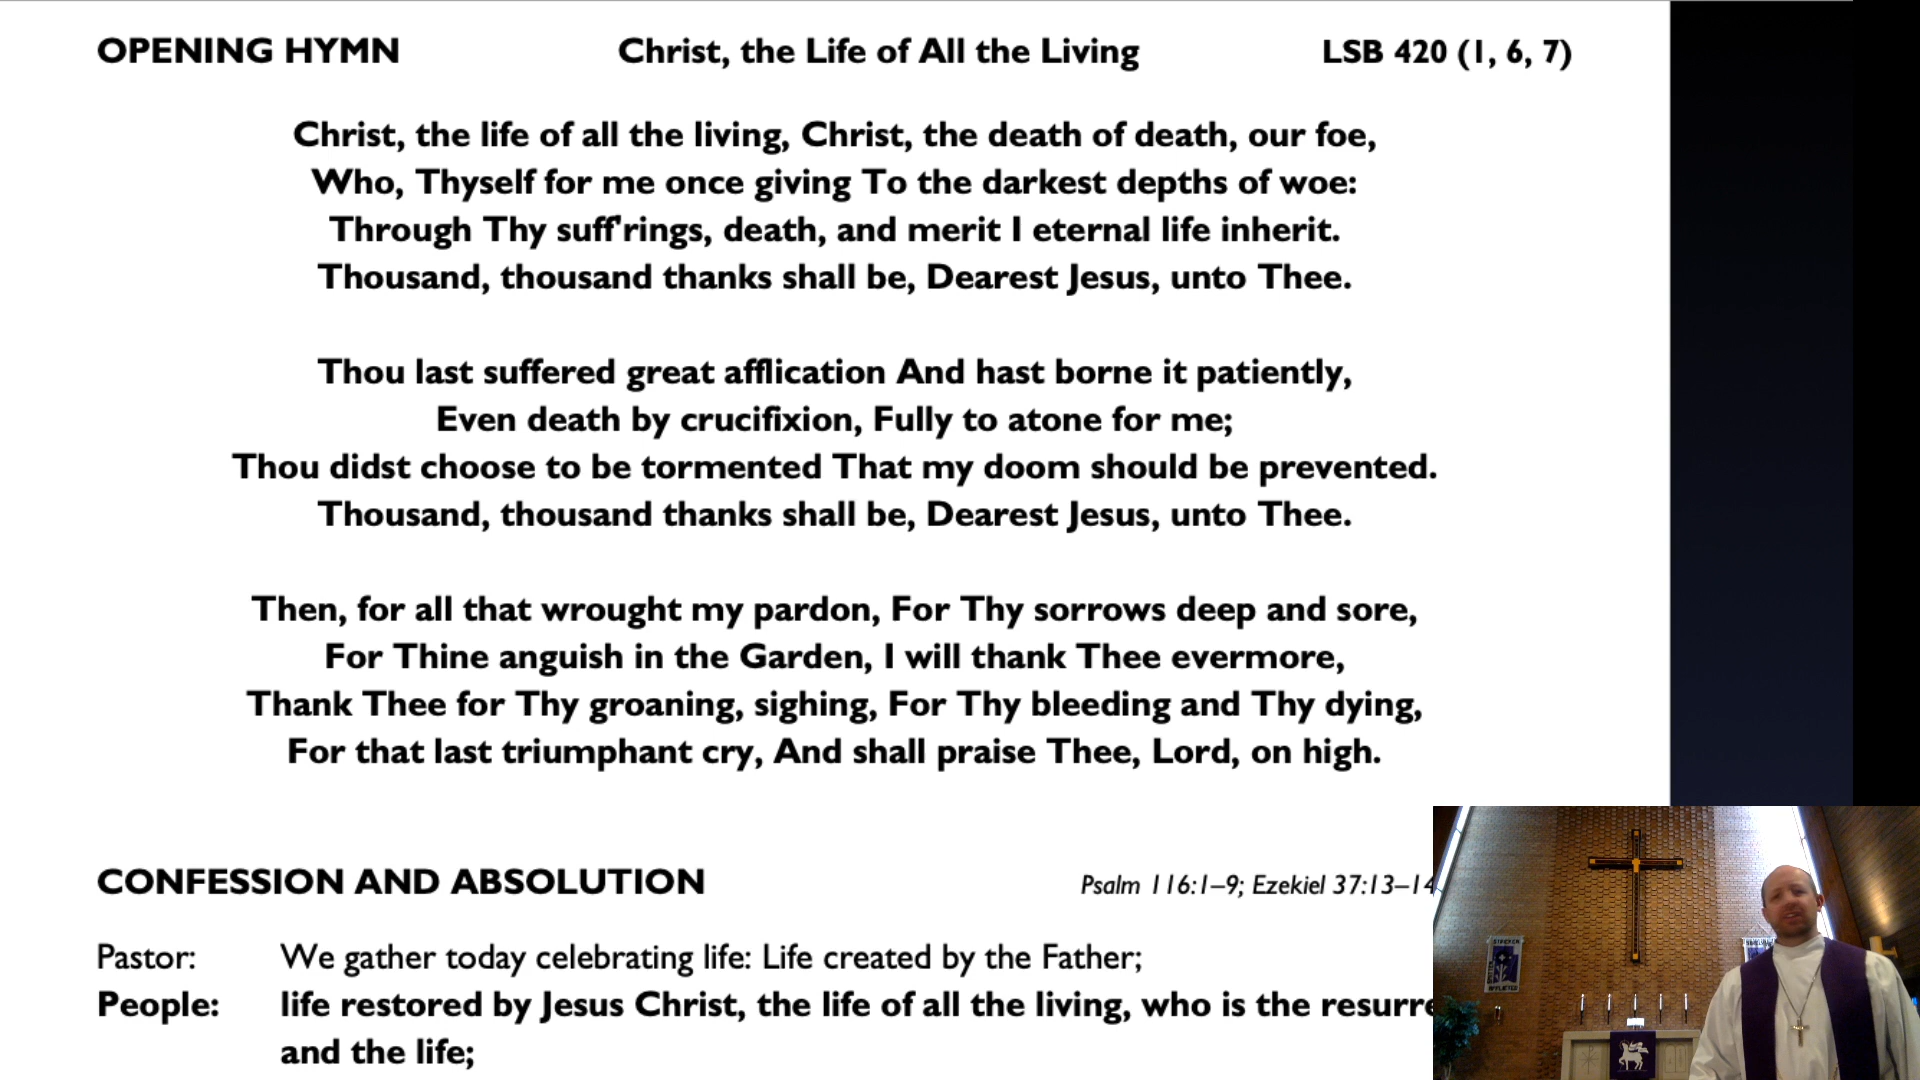 OPENING HYMN Christ, the Life of All the Living LSB 420 (1, 6, 7)
Christ, the life of all the living, Christ, the death of death, our foe,
Who, Thyself for me once giving To the darkest depths of woe:
Through Thy suff'rings, death, and merit I eternal life inherit.
Thousand, thousand thanks shall be, Dearest Jesus, unto Thee.
Thou last suffered great afflication And hast borne it patiently,
Even death by crucifixion, Fully to atone for me;
Thou didst choose to be tormented That my doom should be prevented.
Thousand, thousand thanks shall be, Dearest Jesus, unto Thee.
Then, for all that wrought my pardon, For Thy sorrows deep and sore,
For Thine anguish in the Garden, I will thank Thee evermore,
Thank Thee for Thy groaning, sighing, For Thy bleeding and Thy dying,
For that last triumphant cry, And shall praise Thee, Lord, on high.
CONFESSION AND ABSOLUTION Psalm 116:1–9; Ezekiel 37:13–14
Pastor: We gather today celebrating life: Life created by the Father;
People: life restored by Jesus Christ, the life of all the living, who is the resurre
and the life;
STRICKEN
AFFLICTED